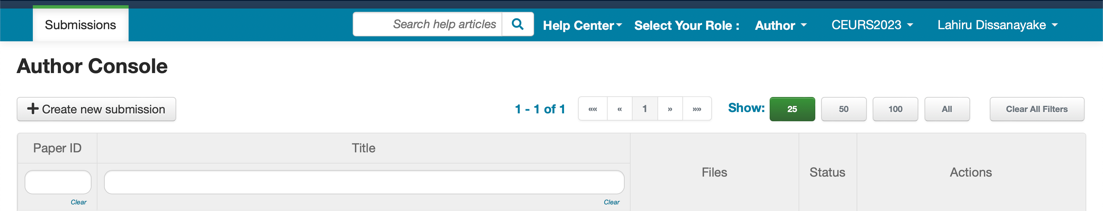 Submissions
Search help articles Help Center Select Your Role : Author CEURS2023 Lahiru Dissanayake
Author Console
+ Create new submission 1 - 1 of 1 «« « 1 » »» Show: 25 50 100 All Clear All Filters
Paper ID Title Files Status Actions
Clear Clear